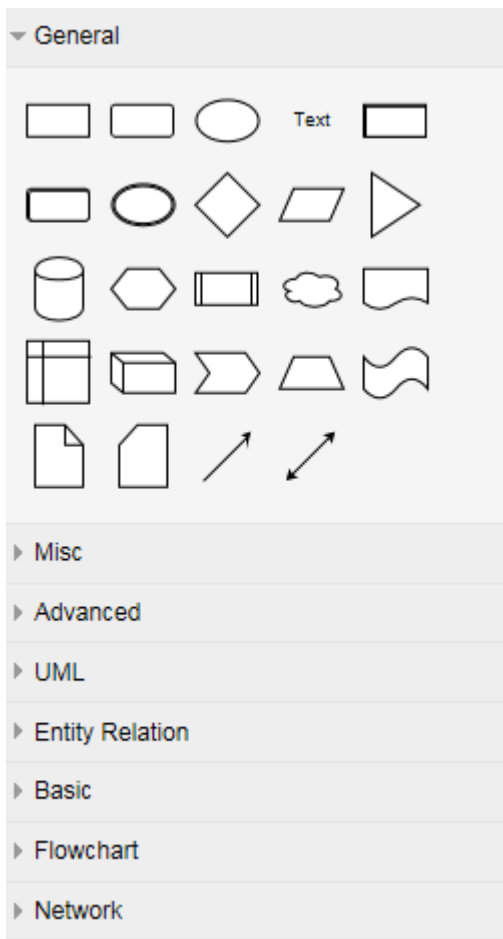 General
Text
Misc
Advanced
UML
Entity Relation
Basic
Flowchart
Network